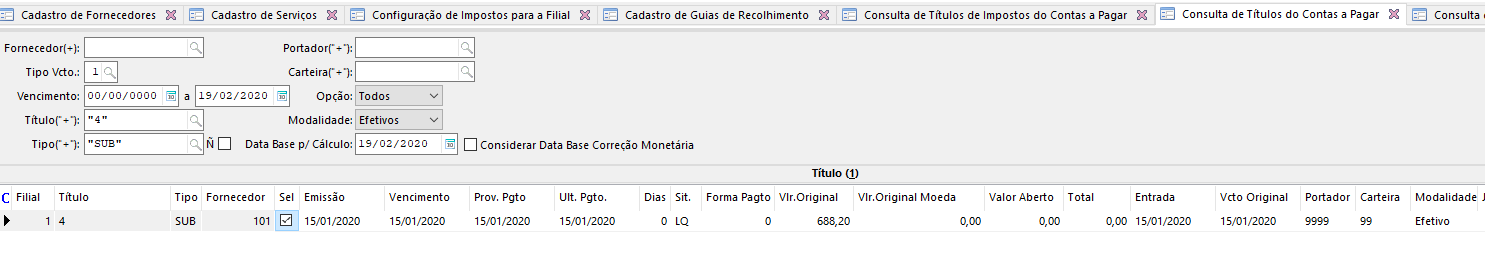 Cadastro de Fornecedores Cadastro de Serviços Configuração de Impostos para a Filial Cadastro de Guias de Recolhimento Consulta de Títulos de Impostos do Contas a Pagar Consulta de Títulos do Contas a Pagar Consulta
Fornecedor(+): Portador("+"):
Tipo Vcto.: 1 Carteira("+"):
Vencimento: 00/00/0000 a 19/02/2020 Opção: Todos
Título("+"): "4" Modalidade: Efetivos
Tipo("+"): "SUB" Ñ Data Base p/ Cálculo: 19/02/2020 Considerar Data Base Correção Monetária
Título (1)
C Filial Título Tipo Fornecedor Sel Emissão Vencimento Prov. Pgto Ult. Pgto. Dias Sit. Forma Pagto Vlr.Original Vlr.Original Moeda Valor Aberto Total Entrada Vcto Original Portador Carteira Modalidade
1 4 SUB 101 15/01/2020 15/01/2020 15/01/2020 15/01/2020 0 LQ 0 688,20 0,00 0,00 0,00 15/01/2020 15/01/2020 9999 99 Efetivo